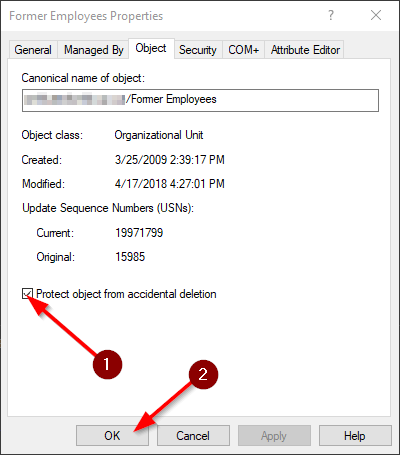 Former Employees Properties
?
General Managed By Object Security COM+ Attribute Editor
Canonical name of object:
/Former Employees
Object class: Organizational Unit
Created: 3/25/2009 2:39:17 PM
Modified: 4/17/2018 4:27:01 PM
Update Sequence Numbers (USNs):
Current: 19971799
Original: 15985
Protect object from accidental deletion
1
2
OK Cancel Apply Help